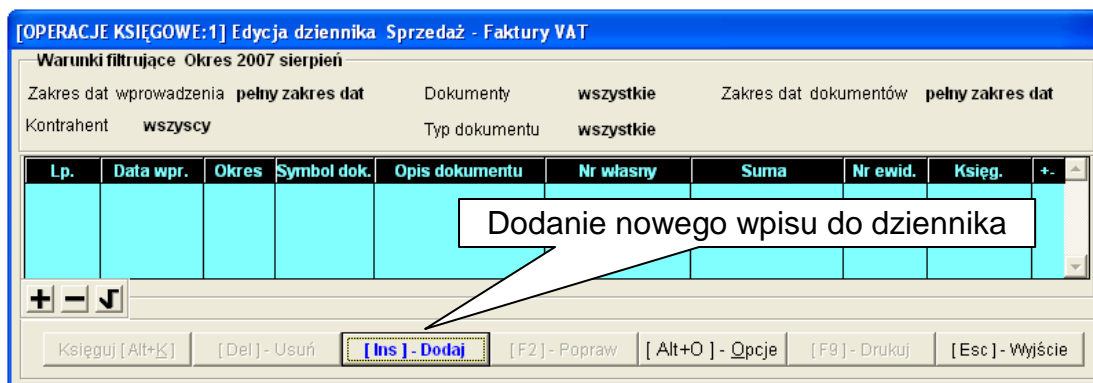 [OPERACJE KSIĘGOWE:1] Edycja dziennika Sprzedaż - Faktury VAT
Warunki filtrujące Okres 2007 sierpień
Zakres dat wprowadzenia pełny zakres dat Dokumenty wszystkie Zakres dat dokumentów pełny zakres dat
Kontrahent wszyscy Typ dokumentu wszystkie
Lp. Data wpr. Okres Symbol dok. Opis dokumentu Nr własny Suma Nr ewid. Księg. +-
Dodanie nowego wpisu do dziennika
Księguj [Alt+K] [Del] - Usuń [Ins] - Dodaj [F2] - Popraw [Alt+O] - Opcje [F9] - Drukuj [Esc] - Wyjście